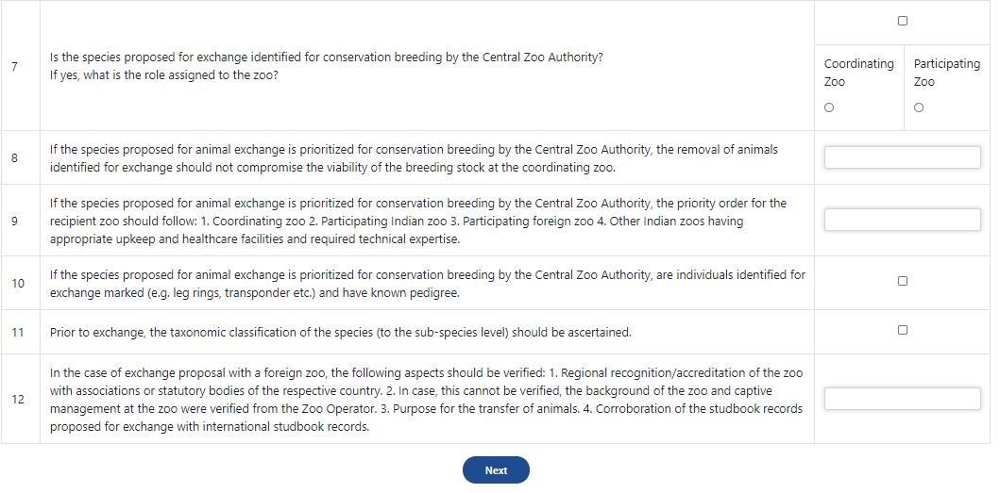 7
Is the species proposed for exchange identified for conservation breeding by the Central Zoo Authority?
If yes, what is the role assigned to the zoo?
Coordinating
Zoo
Participating
Zoo
8
If the species proposed for animal exchange is prioritized for conservation breeding by the Central Zoo Authority, the removal of animals
identified for exchange should not compromise the viability of the breeding stock at the coordinating zoo.
9
If the species proposed for animal exchange is prioritized for conservation breeding by the Central Zoo Authority, the priority order for the
recipient zoo should follow: 1. Coordinating zoo 2. Participating Indian zoo 3. Participating foreign zoo 4. Other Indian zoos having
appropriate upkeep and healthcare facilities and required technical expertise.
10
If the species proposed for animal exchange is prioritized for conservation breeding by the Central Zoo Authority, are individuals identified for
exchange marked (e.g. leg rings, transponder etc.) and have known pedigree.
11
Prior to exchange, the taxonomic classification of the species (to the sub-species level) should be ascertained.
12
In the case of exchange proposal with a foreign zoo, the following aspects should be verified: 1. Regional recognition/accreditation of the zoo
with associations or statutory bodies of the respective country. 2. In case, this cannot be verified, the background of the zoo and captive
management at the zoo were verified from the Zoo Operator. 3. Purpose for the transfer of animals. 4. Corroboration of the studbook records
proposed for exchange with international studbook records.
Next